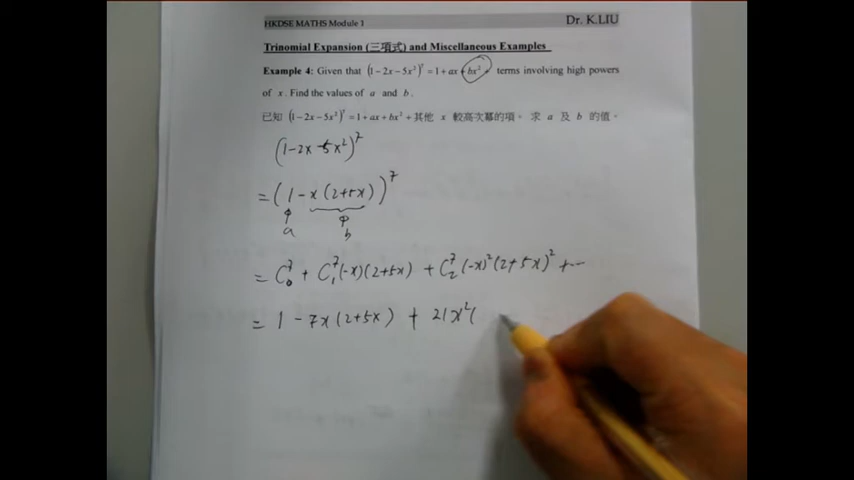 HKDSE MATHS Module 1 Dr. K.LIU
Trinomial Expansion (三項式) and Miscellaneous Examples
Example 4: Given that (1−2x−5x²)⁷ = 1 + ax + bx² + terms involving high powers
of x. Find the values of a and b.
已知 (1−2x−5x²)⁷ = 1 + ax + bx² + 其他 x 較高次冪的項。求 a 及 b 的值。
(1−2x−5x²)⁷
= (1 − x(2+5x))⁷
a b
= C₀⁷ + C₁⁷(−x)(2+5x) + C₂⁷(−x)²(2+5x)² + ⋯
= 1 − 7x(2+5x) + 21x²(